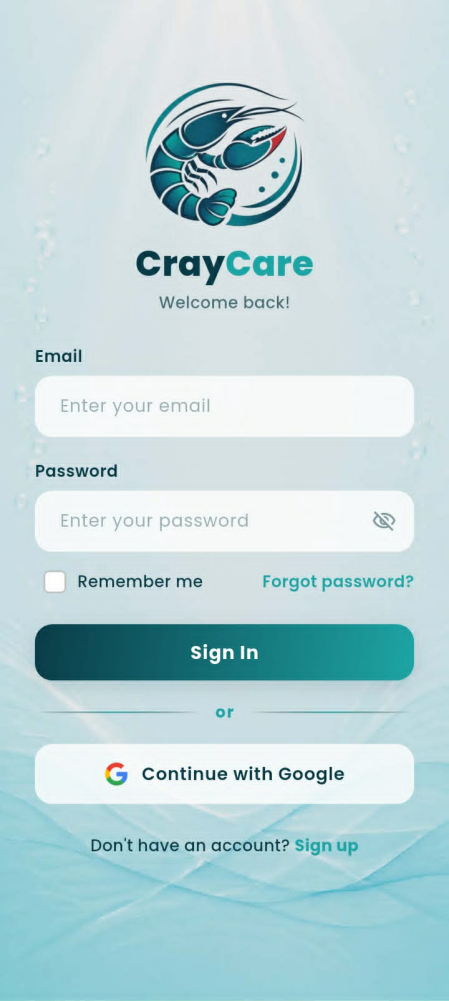 CrayCare
Welcome back!
Email
Enter your email
Password
Enter your password
Remember me Forgot password?
Sign In
or
Continue with Google
Don't have an account? Sign up